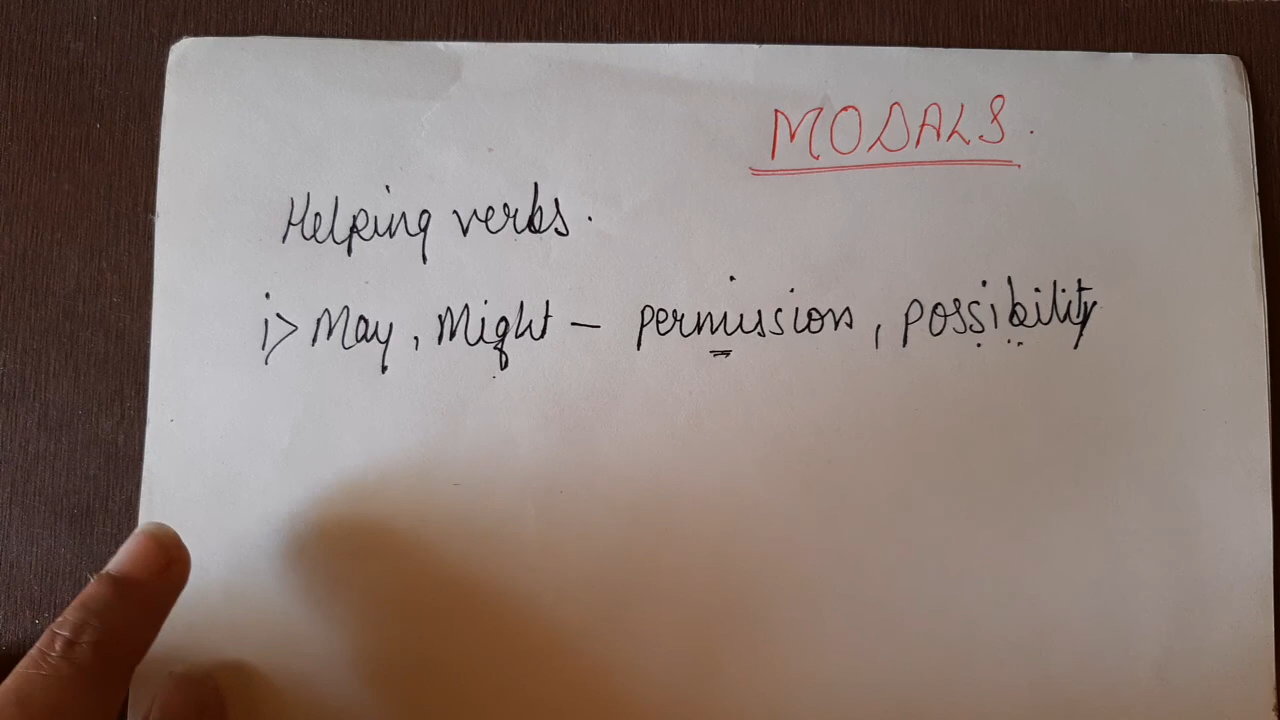 MODALS.
Helping verbs.
i> May, Might - permission, possibility